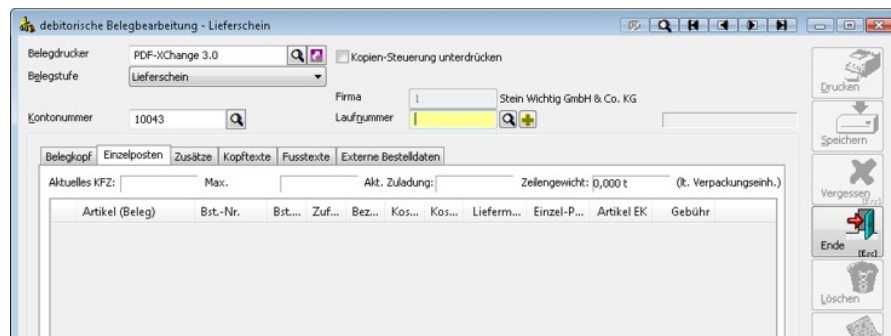 debitorische Belegbearbeitung - Lieferschein
Belegdrucker PDF-XChange 3.0 Kopien-Steuerung unterdrücken
Belegstufe Lieferschein
Firma 1 Stein Wichtig GmbH & Co. KG
Kontonummer 10043 Laufnummer
Belegkopf Einzelposten Zusätze Kopftexte Fusstexte Externe Bestelldaten
Aktuelles KFZ: Max. Akt. Zuladung: Zeilengewicht: 0,000 t (lt. Verpackungseinh.)
Artikel (Beleg) Bst.-Nr. Bst.... Zuf... Bez... Kos... Kos... Lieferm... Einzel-P... Artikel EK Gebühr
Drucken
Speichern
Vergessen
[Esc]
Ende
[Esc]
Löschen